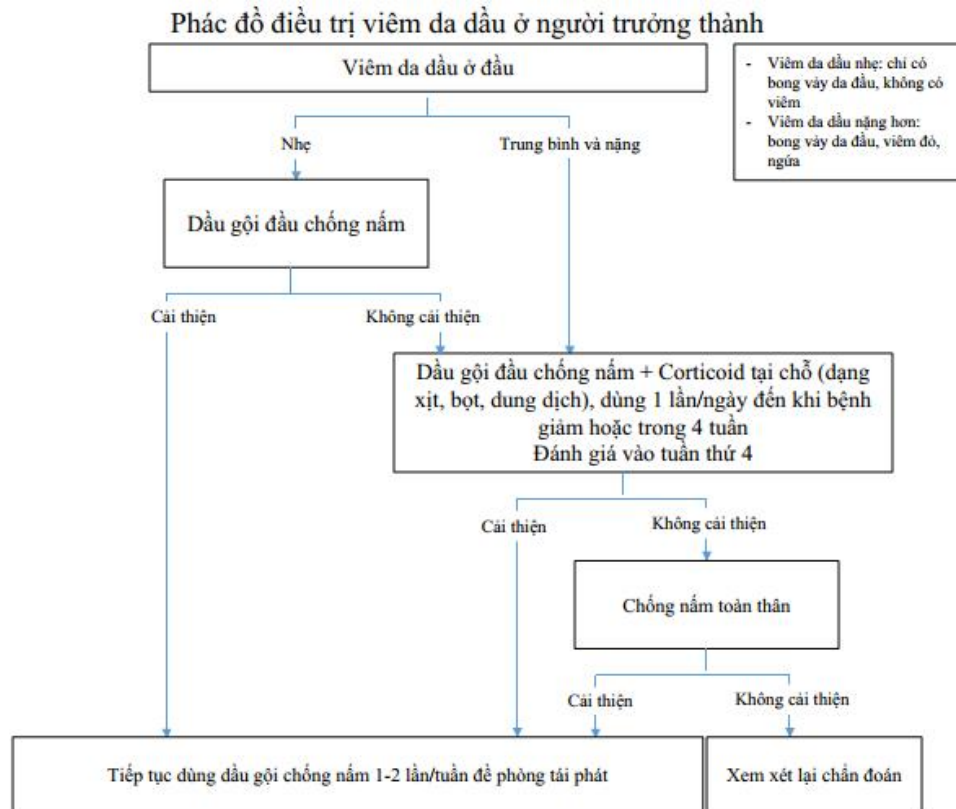 Phác đồ điều trị viêm da dầu ở người trưởng thành
Viêm da dầu ở đầu
- Viêm da dầu nhẹ: chỉ có
bong vảy da đầu, không có
viêm
- Viêm da dầu nặng hơn:
bong vảy da đầu, viêm đỏ,
ngứa
Nhẹ
Trung bình và nặng
Dầu gội đầu chống nấm
Cải thiện
Không cải thiện
Dầu gội đầu chống nấm + Corticoid tại chỗ (dạng
xịt, bọt, dung dịch), dùng 1 lần/ngày đến khi bệnh
giảm hoặc trong 4 tuần
Đánh giá vào tuần thứ 4
Cải thiện
Không cải thiện
Chống nấm toàn thân
Cải thiện
Không cải thiện
Tiếp tục dùng dầu gội chống nấm 1-2 lần/tuần để phòng tái phát
Xem xét lại chẩn đoán